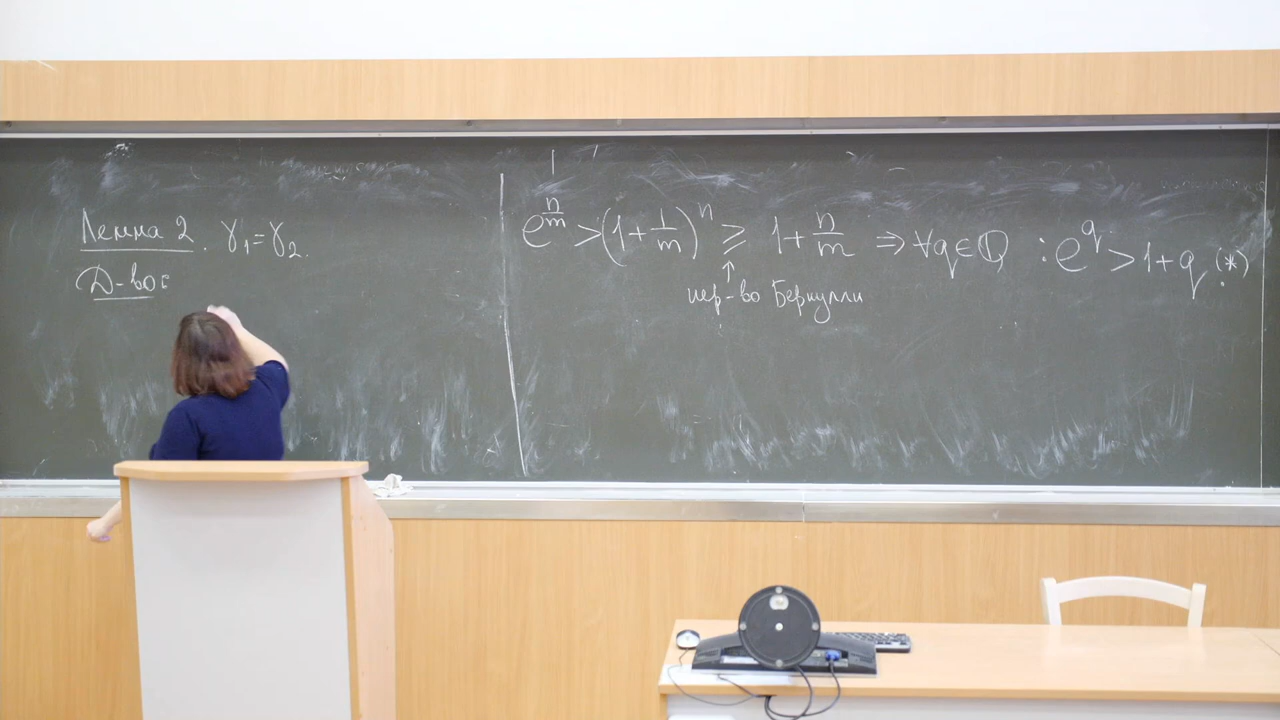 Лемма 2. γ₁=γ₂.
Д-во:
e^{n/m} > (1 + 1/m)^n ≥ 1 + n/m ⇒ ∀q∈ℚ : e^q > 1+q (*).
↑
нер-во Бернулли